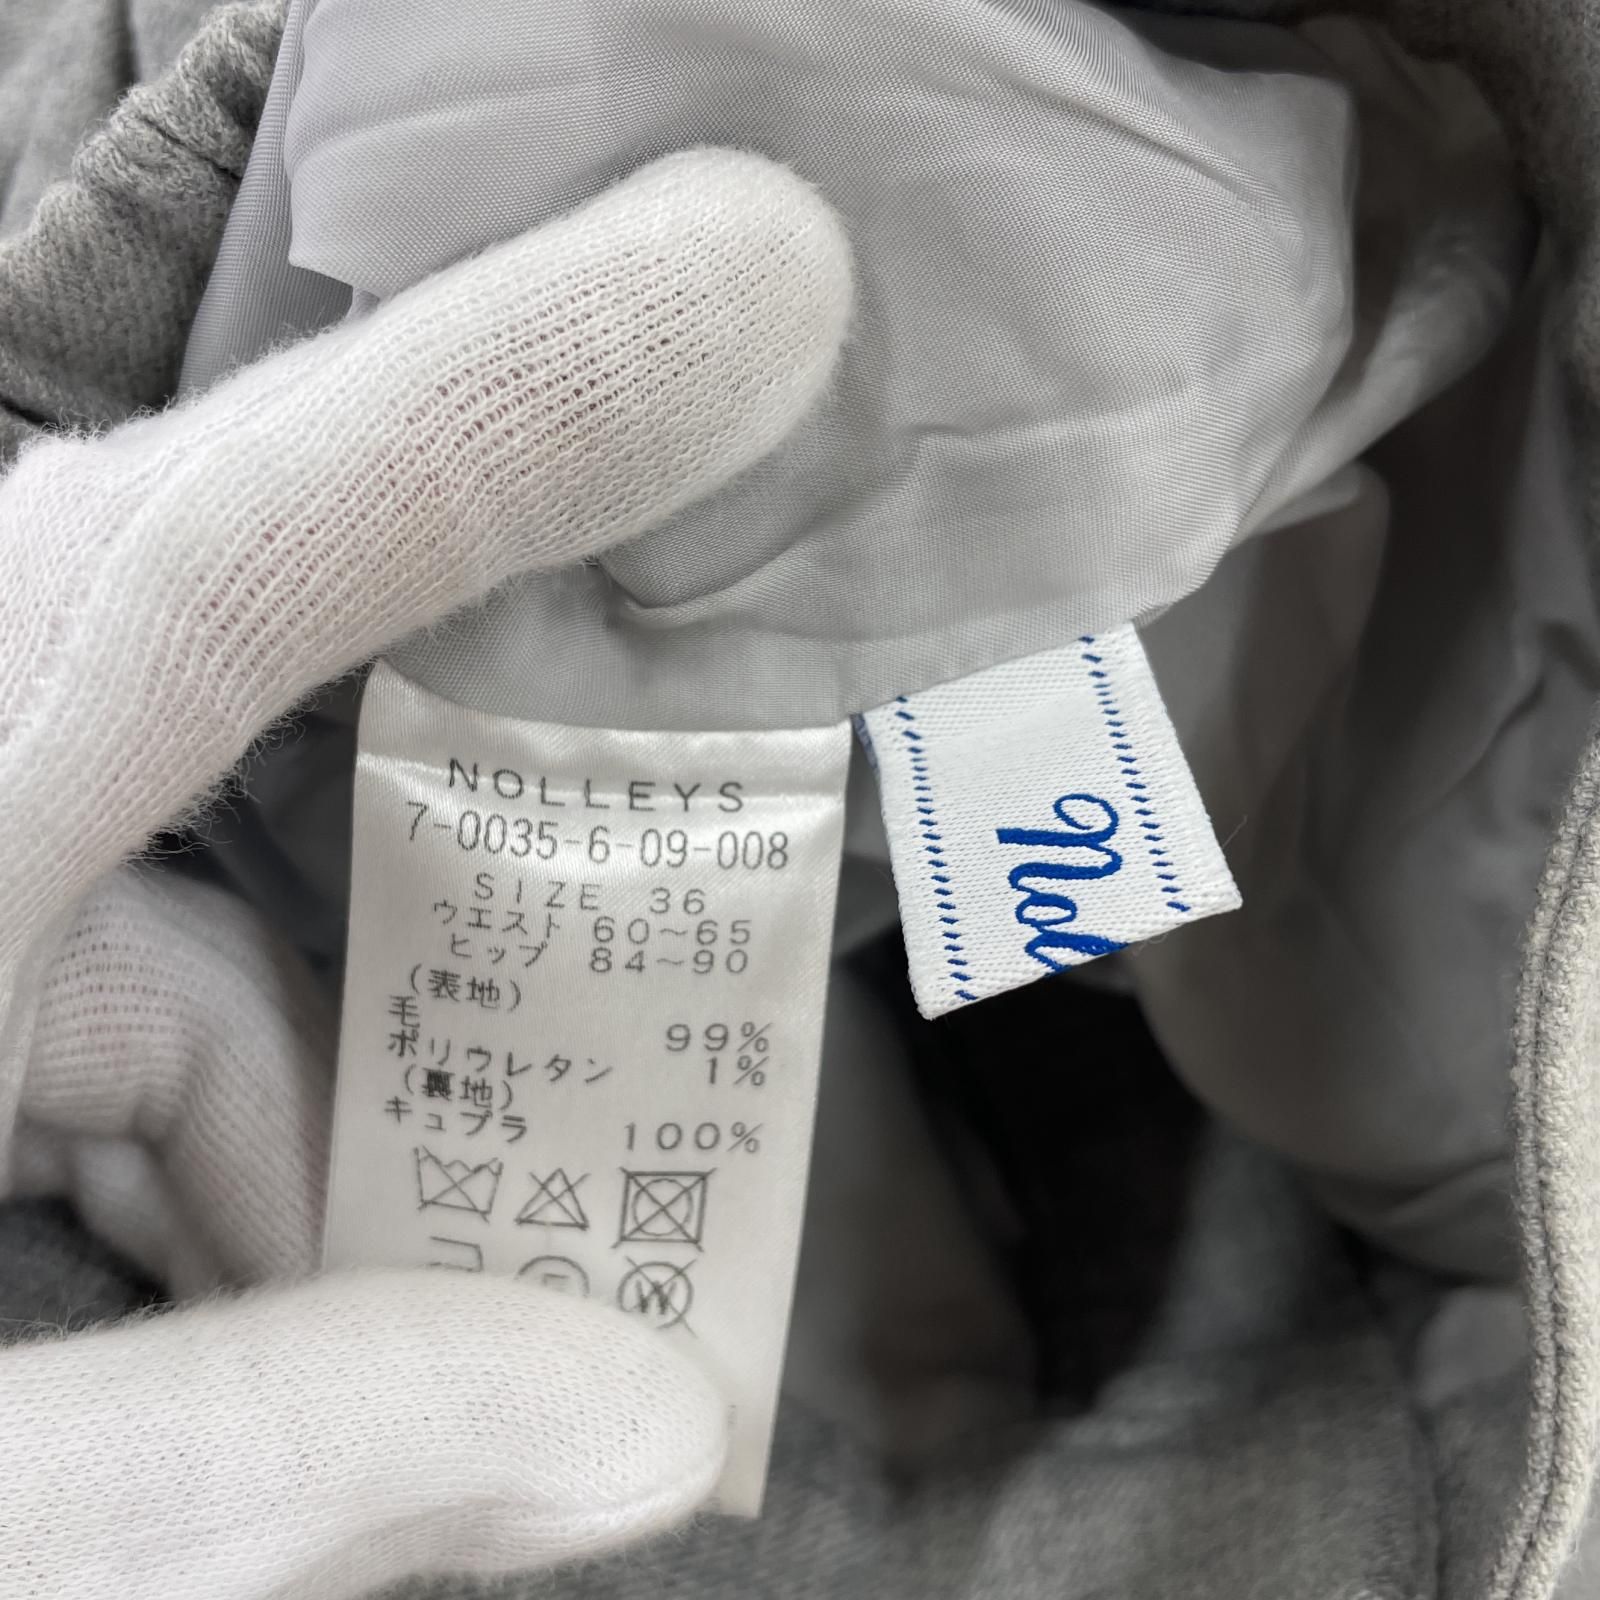 NOLLEYS
7-0035-6-09-008
SIZE 36
ウエスト 60~65
ヒップ 84~90
(表地)
毛 99%
ポリウレタン 1%
(裏地)
キュプラ 100%
W
Nol